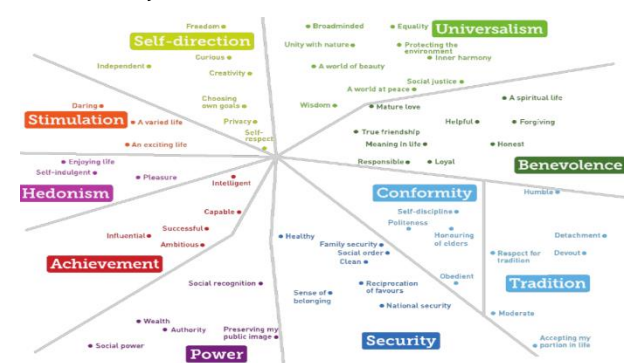 Freedom
Self-direction
Curious
Independent
Creativity
Choosing
own goals
Privacy
Self-
respect
Broadminded
Equality
Universalism
Unity with nature
Protecting the
environment
Inner harmony
A world of beauty
Social justice
A world at peace
Wisdom
Mature love
A spiritual life
Helpful
Forgiving
True friendship
Meaning in life
Honest
Responsible
Loyal
Benevolence
Daring
Stimulation
A varied life
An exciting life
Enjoying life
Self-indulgent
Pleasure
Hedonism
Intelligent
Capable
Successful
Influential
Ambitious
Achievement
Social recognition
Wealth
Authority
Preserving my
public image
Social power
Power
Healthy
Family security
Social order
Clean
Sense of
belonging
Reciprocation
of favours
National security
Security
Conformity
Self-discipline
Politeness
Honouring
of elders
Obedient
Humble
Detachment
Respect for
tradition
Devout
Tradition
Moderate
Accepting my
portion in life